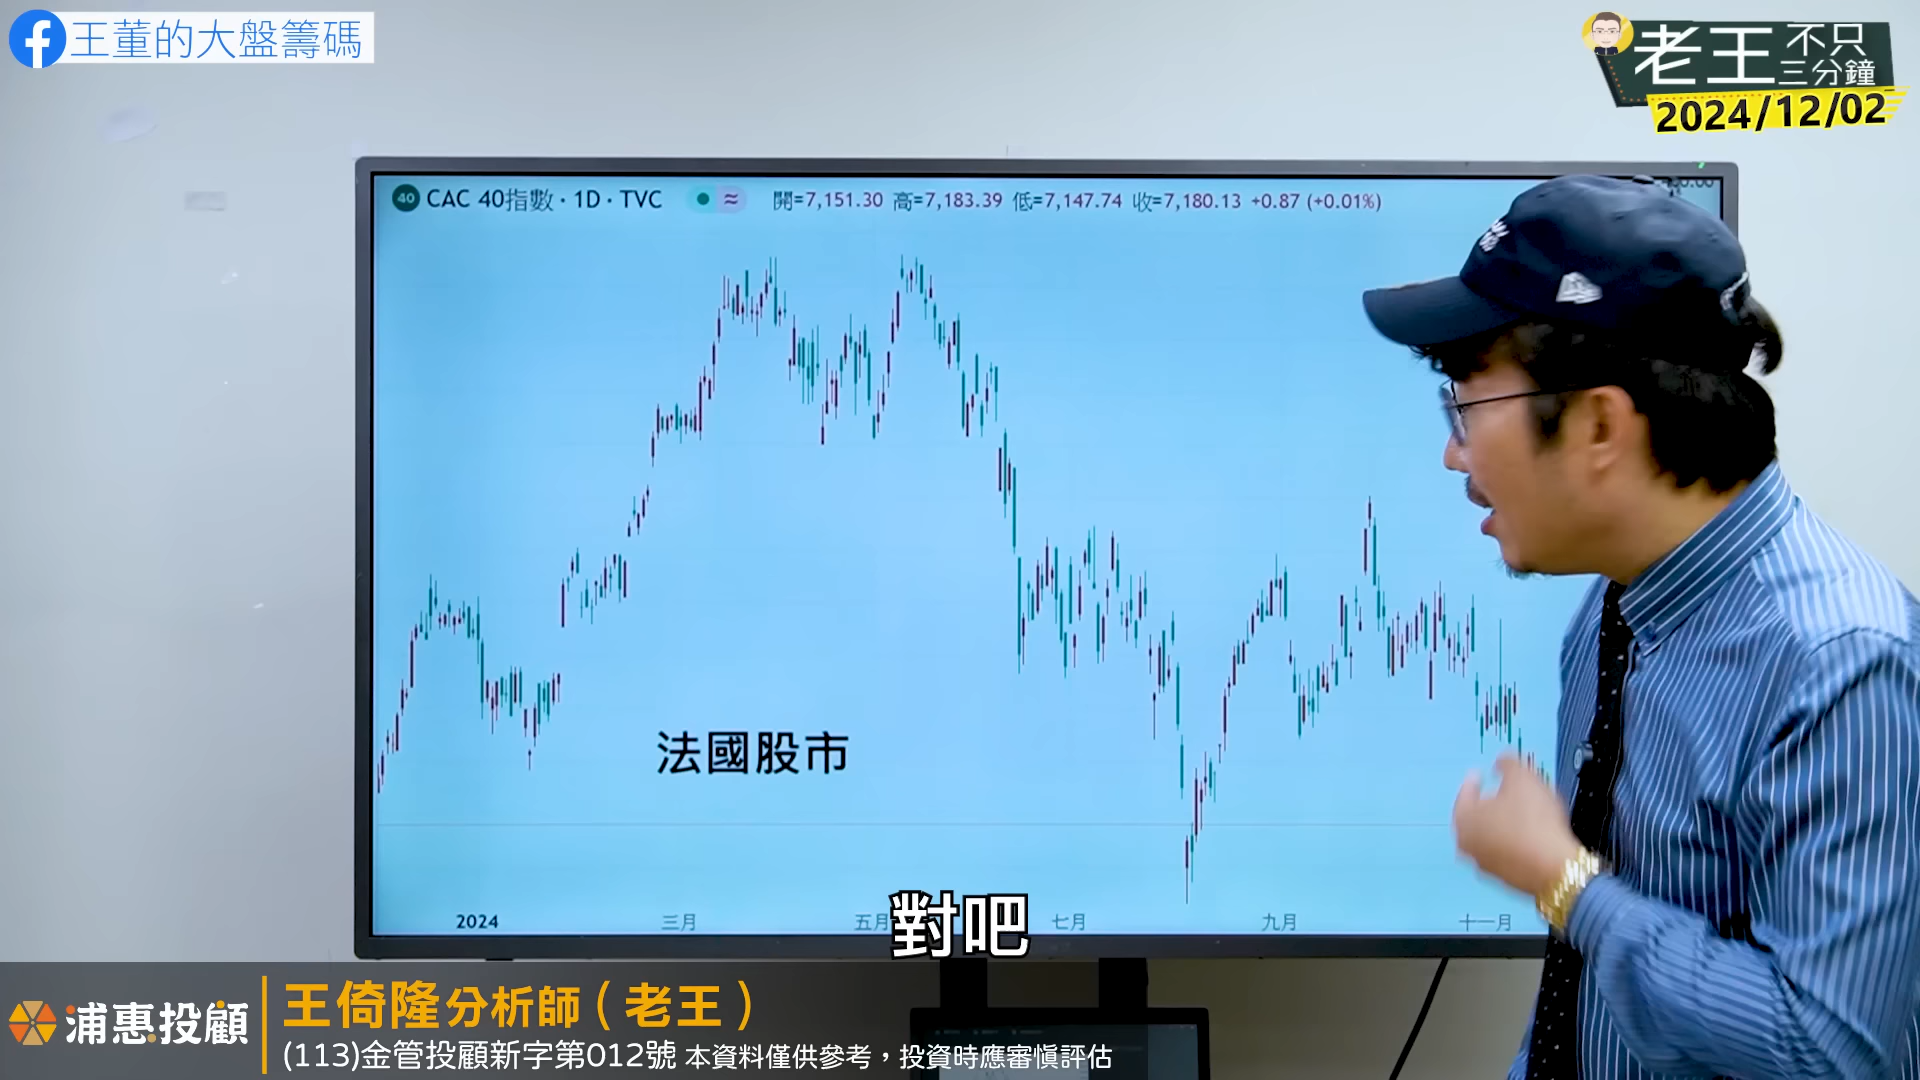 王董的大盤籌碼
老王 不只三分鐘
2024/12/02
40 CAC 40指數 · 1D · TVC 開=7,151.30 高=7,183.39 低=7,147.74 收=7,180.13 +0.87 (+0.01%)
法國股市
2024 三月 五月 七月 九月 十一月
對吧
浦惠投顧
王倚隆分析師(老王)
(113)金管投顧新字第012號 本資料僅供參考,投資時應審慎評估